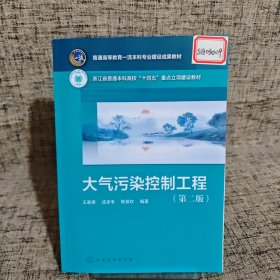 普通高等教育一流本科专业建设成果教材
浙江省普通本科高校“十四五”重点立项建设教材
大气污染控制工程
（第二版）
编著
化学工业出版社